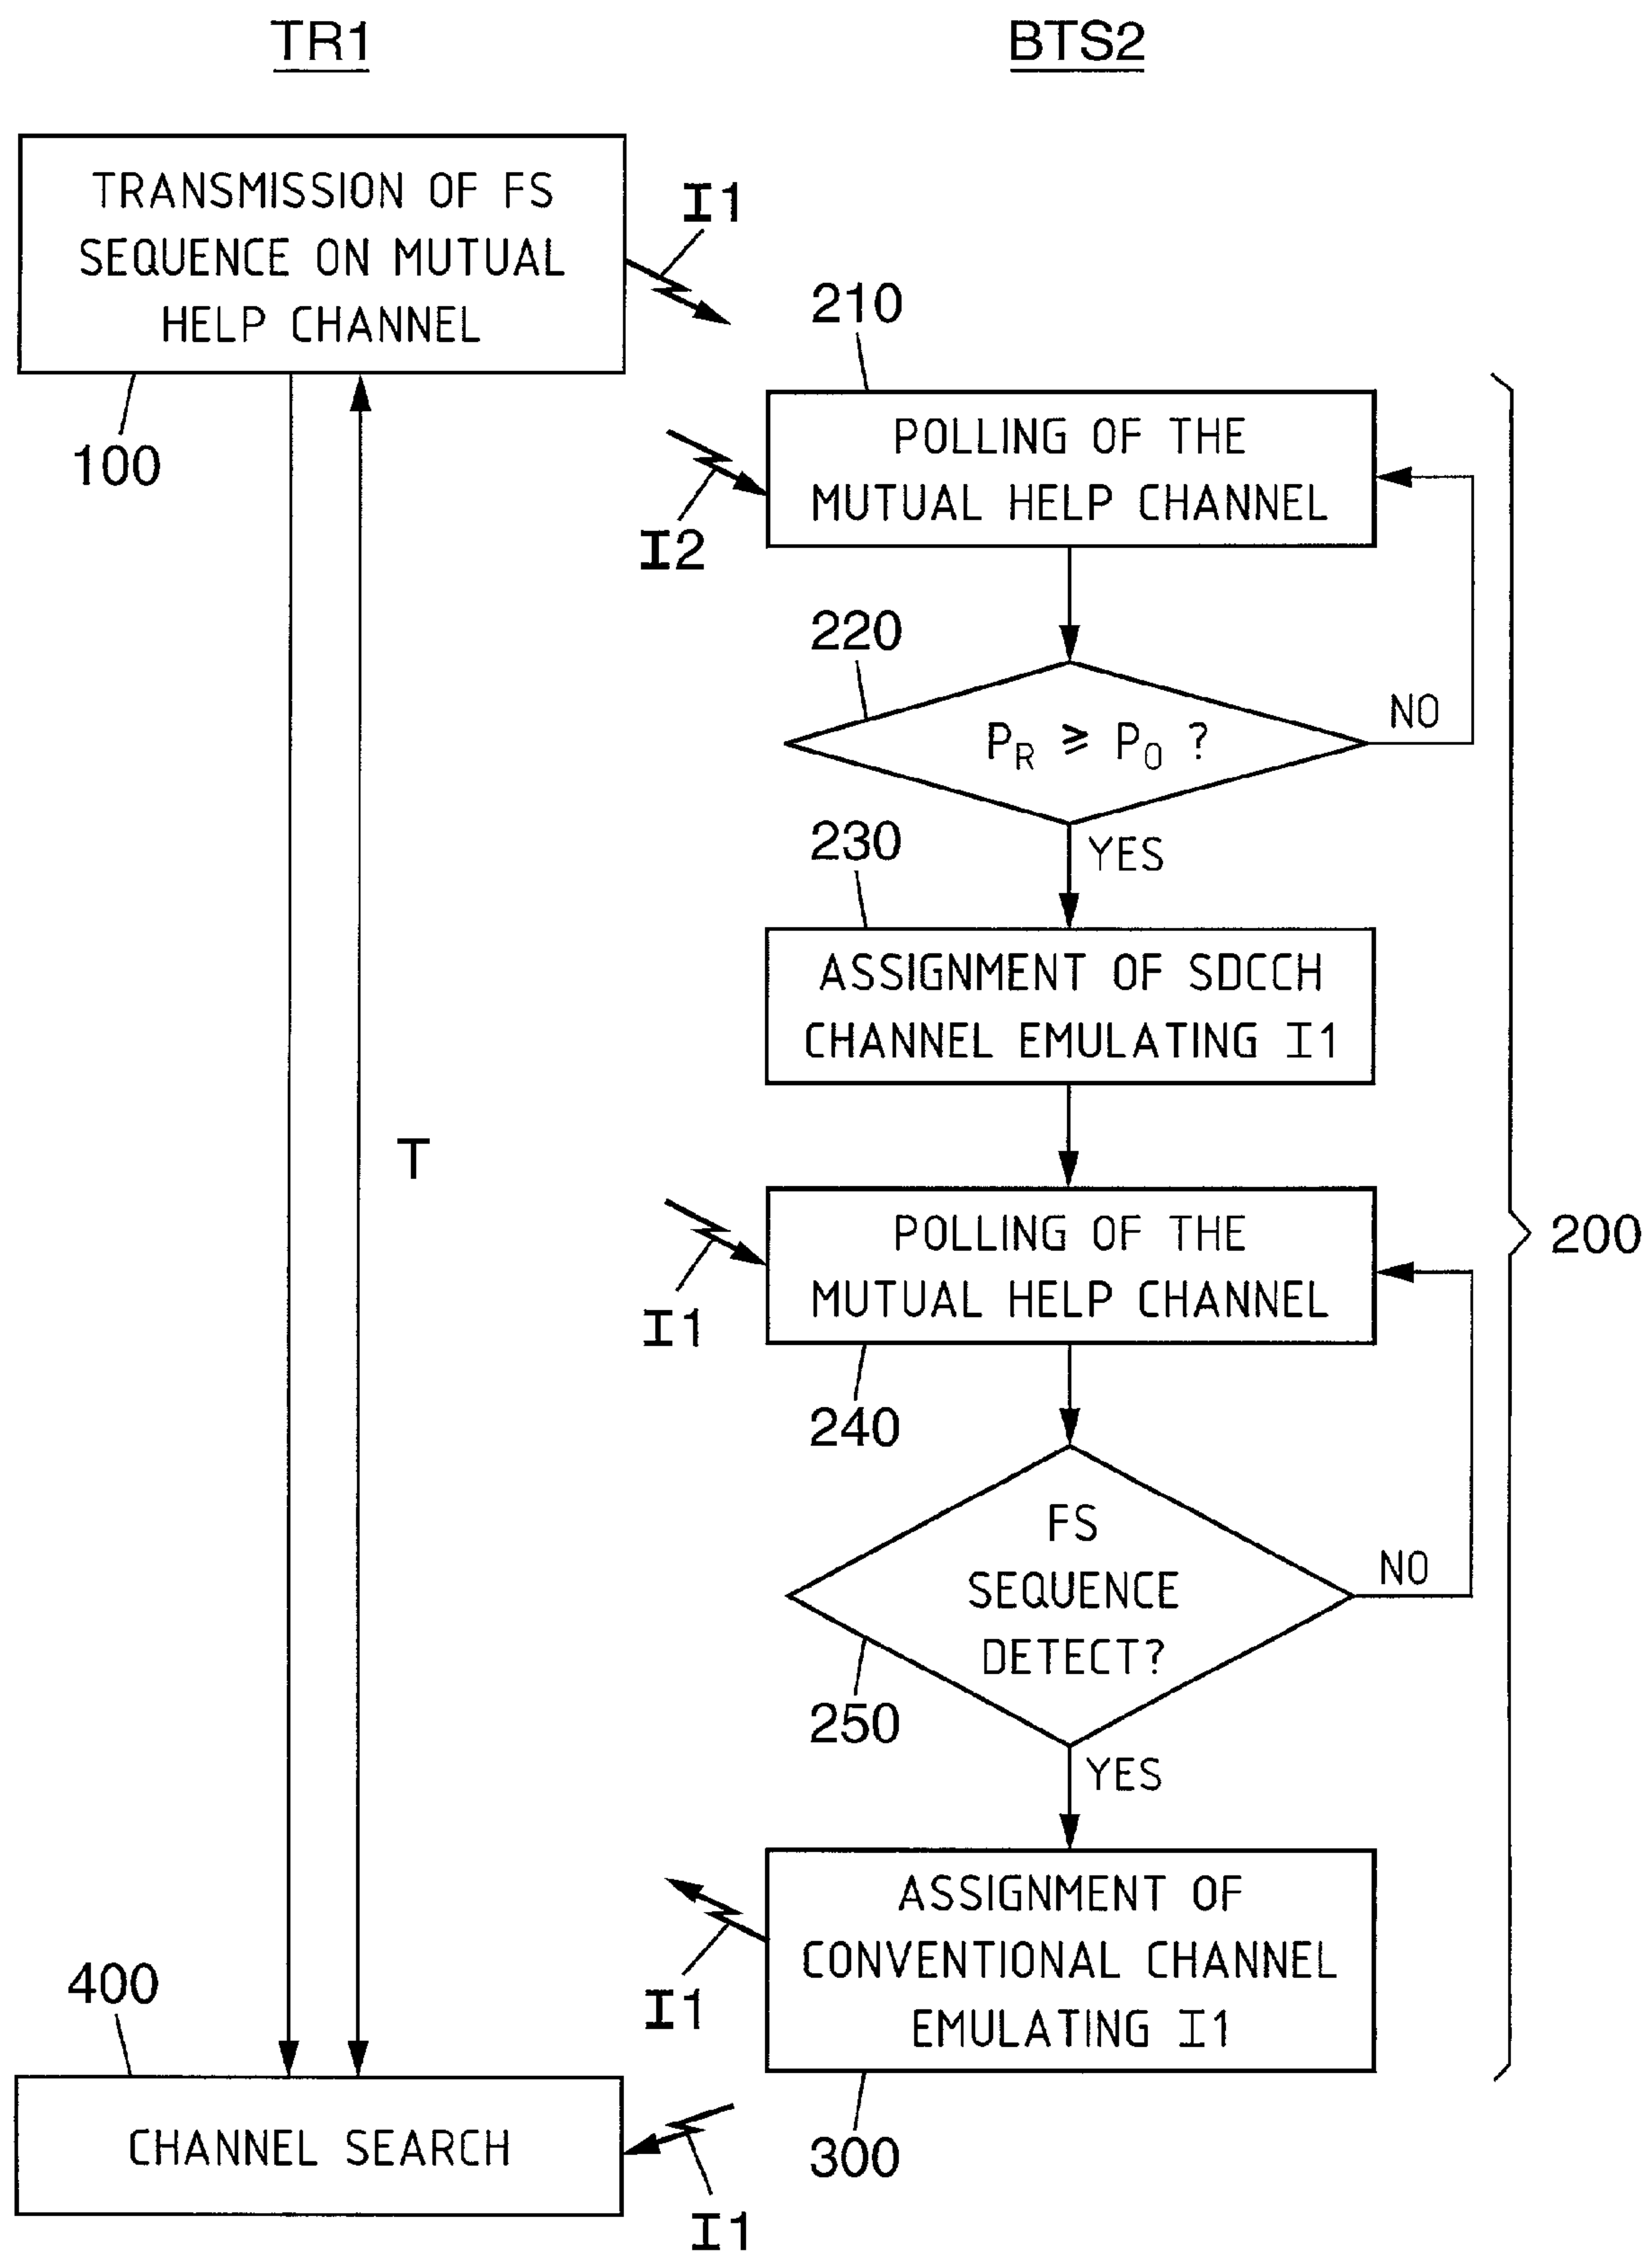 TR1
BTS2
TRANSMISSION OF FS
SEQUENCE ON MUTUAL
HELP CHANNEL
I1
100
210
POLLING OF THE
MUTUAL HELP CHANNEL
I2
220
P_R ⩾ P_0 ?
NO
YES
230
ASSIGNMENT OF SDCCH
CHANNEL EMULATING I1
T
POLLING OF THE
MUTUAL HELP CHANNEL
I1
200
240
FS
SEQUENCE
DETECT?
NO
250
YES
ASSIGNMENT OF
CONVENTIONAL CHANNEL
EMULATING I1
I1
400
300
CHANNEL SEARCH
I1